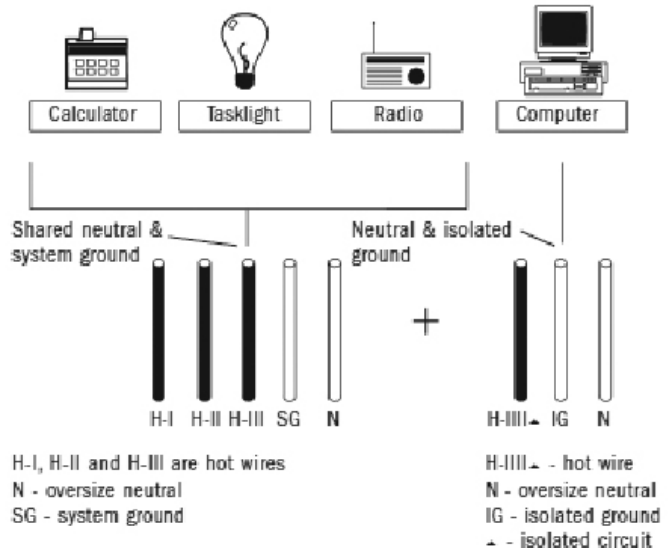 Calculator
Tasklight
Radio
Computer
Shared neutral &
system ground
Neutral & isolated
ground
+
H-I H-II H-III SG N
H-IIII▲ IG N
H-I, H-II and H-III are hot wires
N - oversize neutral
SG - system ground
H-IIII▲ - hot wire
N - oversize neutral
IG - isolated ground
▲ - isolated circuit